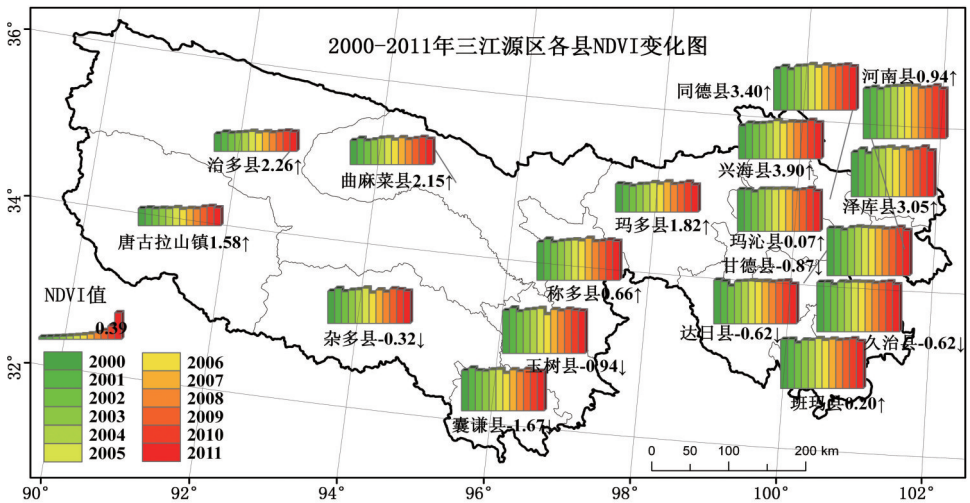 2000-2011年三江源区各县NDVI变化图
36°
34°
32°
同德县3.40↑
河南县0.94↑
治多县2.26↑
曲麻菜县2.15↑
兴海县3.90↑
泽库县3.05↑
唐古拉山镇1.58↑
玛多县1.82↑
玛沁县0.07↑
甘德县-0.87↓
称多县0.66↑
杂多县-0.32↓
达日县-0.62↓
久治县-0.62↓
玉树县-0.94↓
班玛县0.20↑
囊谦县-1.67↓
NDVI值
0.39
2000
2001
2002
2003
2004
2005
2006
2007
2008
2009
2010
2011
0 50 100 200 km
90° 92° 94° 96° 98° 100° 102°